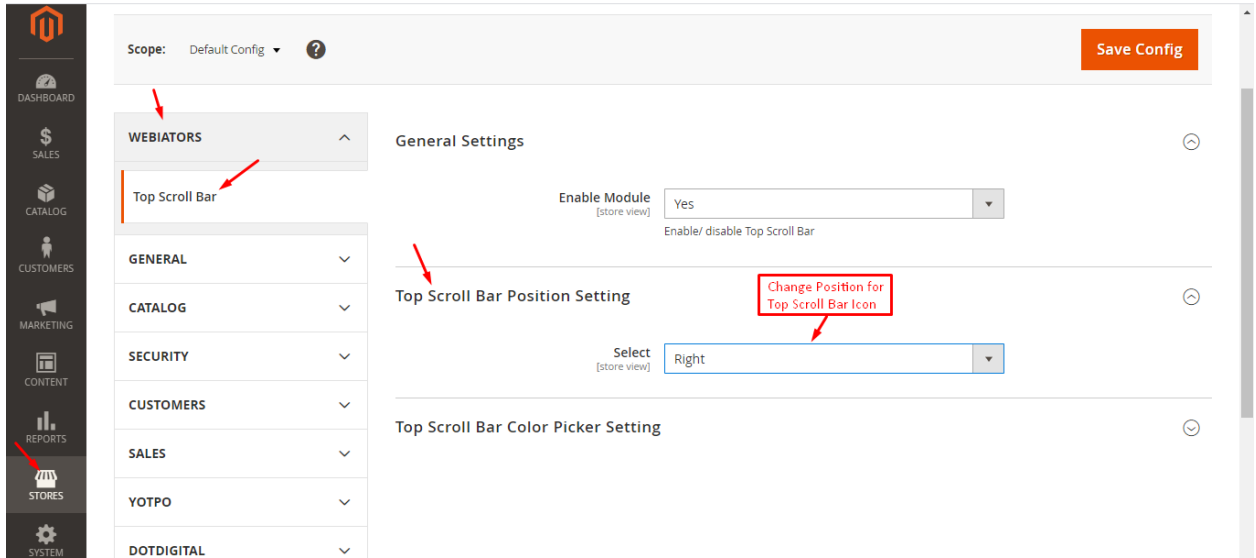 Scope: Default Config ?
Save Config
DASHBOARD
SALES
CATALOG
CUSTOMERS
MARKETING
CONTENT
REPORTS
STORES
SYSTEM
WEBIATORS
Top Scroll Bar
GENERAL
CATALOG
SECURITY
CUSTOMERS
SALES
YOTPO
DOTDIGITAL
General Settings
Enable Module Yes
[store view]
Enable/ disable Top Scroll Bar
Top Scroll Bar Position Setting
Change Position for
Top Scroll Bar Icon
Select Right
[store view]
Top Scroll Bar Color Picker Setting